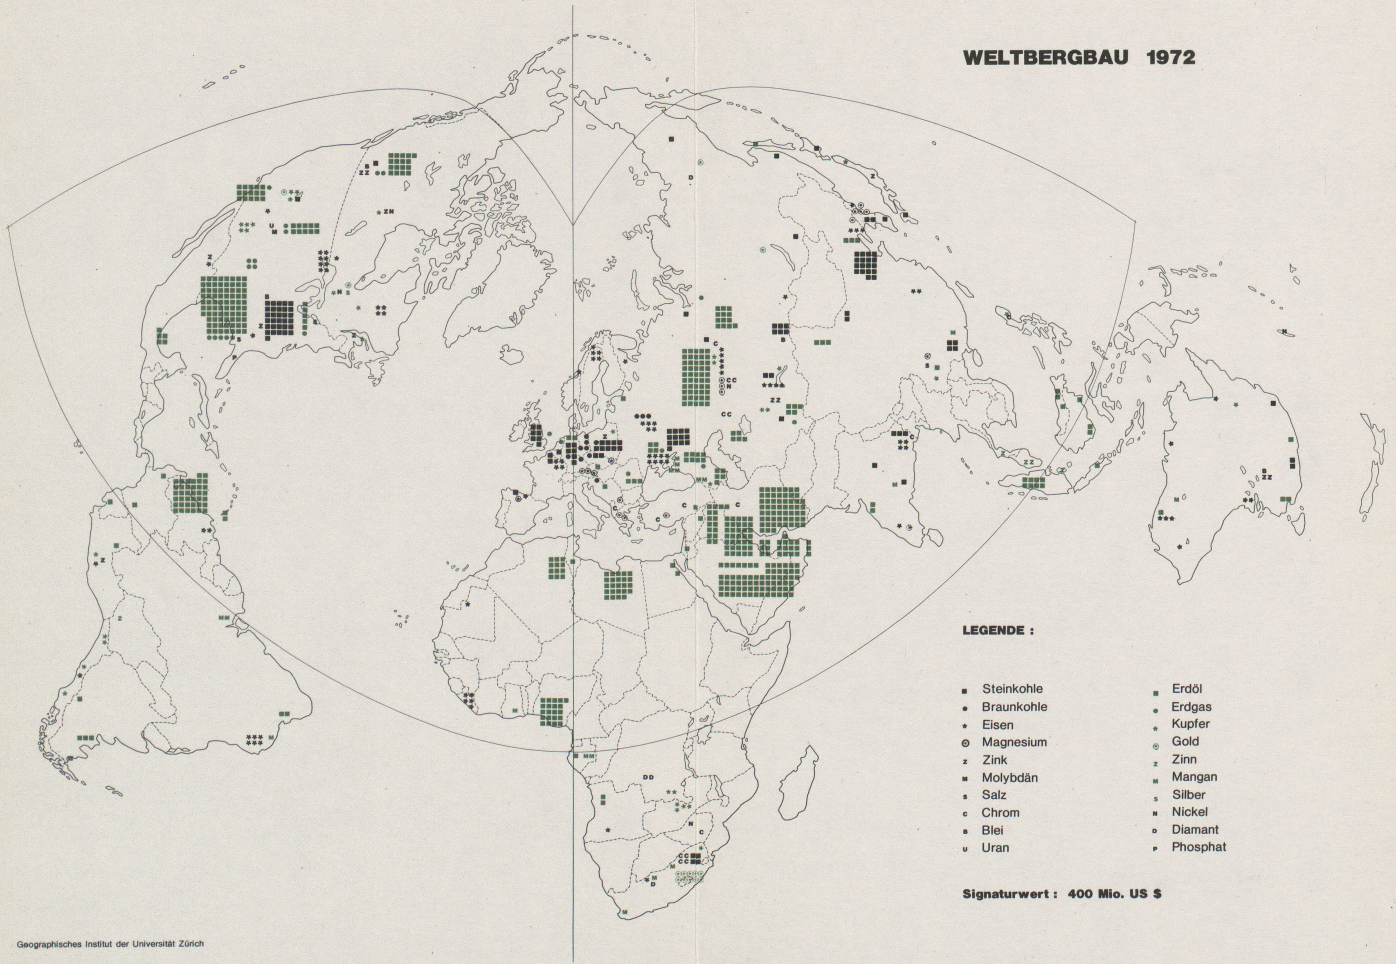 WELTBERGBAU 1972
LEGENDE :
Steinkohle
Braunkohle
Eisen
Magnesium
Z Zink
M Molybdän
S Salz
C Chrom
B Blei
U Uran
Erdöl
Erdgas
Kupfer
Gold
Z Zinn
M Mangan
S Silber
N Nickel
D Diamant
P Phosphat
Signaturwert : 400 Mio. US $
Geographisches Institut der Universität Zürich